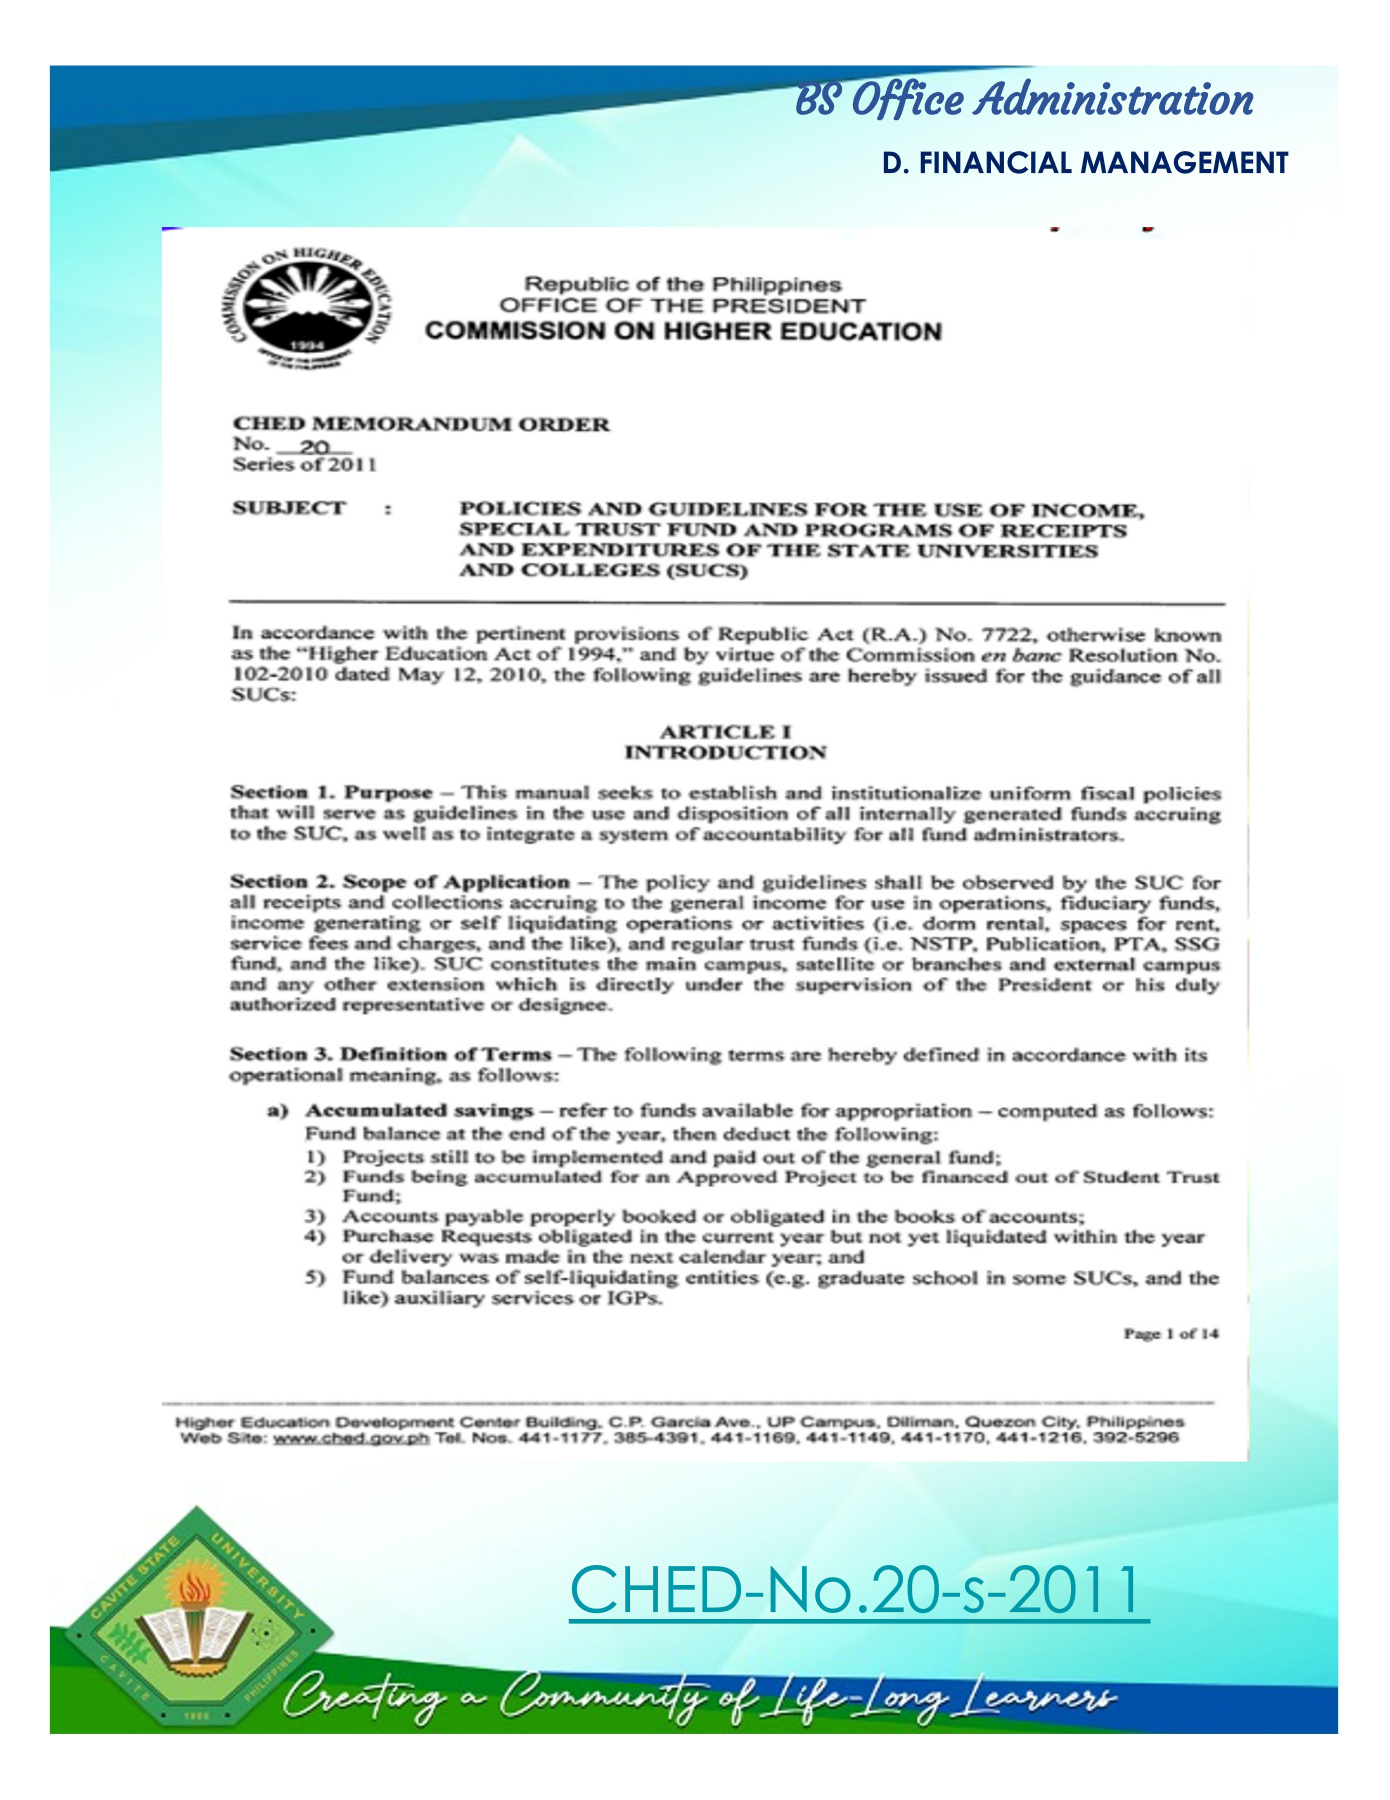 BS Office Administration
D. FINANCIAL MANAGEMENT
COMMISSION ON HIGHER EDUCATION
1994
OFFICE OF THE PRESIDENT
OF THE PHILIPPINES
Republic of the Philippines
OFFICE OF THE PRESIDENT
COMMISSION ON HIGHER EDUCATION
CHED MEMORANDUM ORDER
No. 20
Series of 2011
SUBJECT : POLICIES AND GUIDELINES FOR THE USE OF INCOME,
SPECIAL TRUST FUND AND PROGRAMS OF RECEIPTS
AND EXPENDITURES OF THE STATE UNIVERSITIES
AND COLLEGES (SUCS)
In accordance with the pertinent provisions of Republic Act (R.A.) No. 7722, otherwise known
as the “Higher Education Act of 1994,” and by virtue of the Commission en banc Resolution No.
102-2010 dated May 12, 2010, the following guidelines are hereby issued for the guidance of all
SUCs:
ARTICLE I
INTRODUCTION
Section 1. Purpose – This manual seeks to establish and institutionalize uniform fiscal policies
that will serve as guidelines in the use and disposition of all internally generated funds accruing
to the SUC, as well as to integrate a system of accountability for all fund administrators.
Section 2. Scope of Application – The policy and guidelines shall be observed by the SUC for
all receipts and collections accruing to the general income for use in operations, fiduciary funds,
income generating or self liquidating operations or activities (i.e. dorm rental, spaces for rent,
service fees and charges, and the like), and regular trust funds (i.e. NSTP, Publication, PTA, SSG
fund, and the like). SUC constitutes the main campus, satellite or branches and external campus
and any other extension which is directly under the supervision of the President or his duly
authorized representative or designee.
Section 3. Definition of Terms – The following terms are hereby defined in accordance with its
operational meaning, as follows:
a) Accumulated savings – refer to funds available for appropriation – computed as follows:
Fund balance at the end of the year, then deduct the following:
1) Projects still to be implemented and paid out of the general fund;
2) Funds being accumulated for an Approved Project to be financed out of Student Trust
Fund;
3) Accounts payable properly booked or obligated in the books of accounts;
4) Purchase Requests obligated in the current year but not yet liquidated within the year
or delivery was made in the next calendar year; and
5) Fund balances of self-liquidating entities (e.g. graduate school in some SUCs, and the
like) auxiliary services or IGPs.
Page 1 of 14
Higher Education Development Center Building, C.P. Garcia Ave., UP Campus, Diliman, Quezon City, Philippines
Web Site: www.ched.gov.ph Tel. Nos. 441-1177, 385-4391, 441-1169, 441-1149, 441-1170, 441-1216, 392-5296
CHED-No.20-s-2011
CAVITE STATE UNIVERSITY
CAVITE PHILIPPINES
1906
Creating a Community of Life-Long Learners